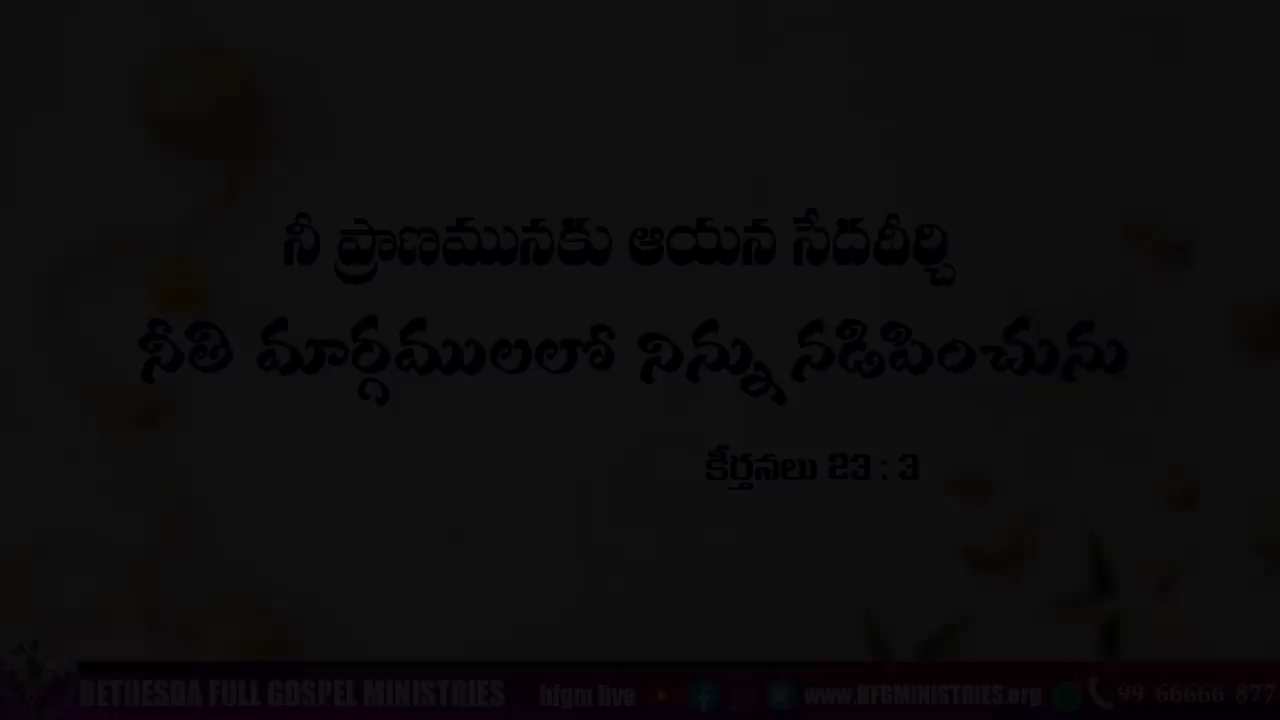 నీ ప్రాణమునకు ఆయన సేదదీర్చి
నీతి మార్గములలో నిన్ను నడిపించును
కీర్తనలు 23 : 3
BETHESDA FULL GOSPEL MINISTRIES bfgm live www.BFGMINISTRIES.org 99 66666 877